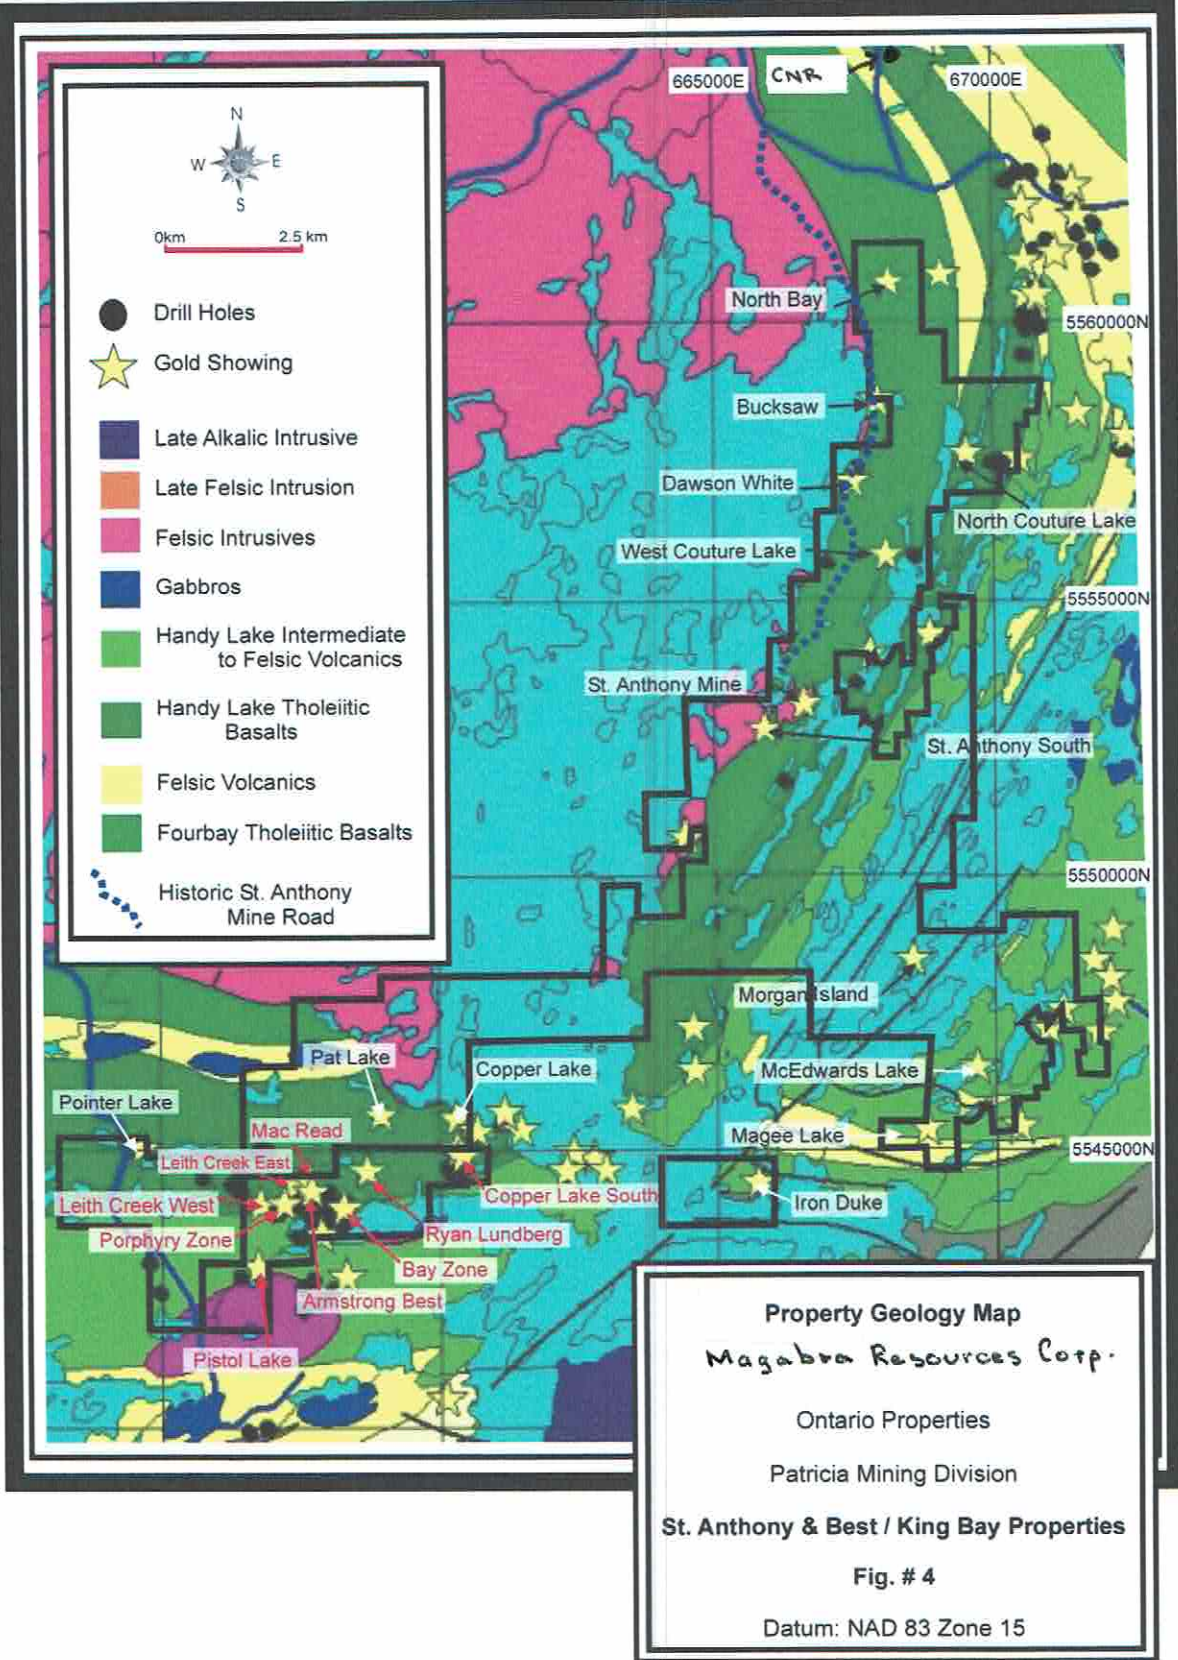 N
W
E
S
0km 2.5 km
Drill Holes
Gold Showing
Late Alkalic Intrusive
Late Felsic Intrusion
Felsic Intrusives
Gabbros
Handy Lake Intermediate
to Felsic Volcanics
Handy Lake Tholeiitic
Basalts
Felsic Volcanics
Fourbay Tholeiitic Basalts
Historic St. Anthony
Mine Road
665000E
CNR
670000E
North Bay
5560000N
Bucksaw
Dawson White
North Couture Lake
West Couture Lake
5555000N
St. Anthony Mine
St. Anthony South
5550000N
Morgan Island
Pat Lake
Copper Lake
McEdwards Lake
Pointer Lake
Mac Read
Magee Lake
5545000N
Leith Creek East
Copper Lake South
Leith Creek West
Iron Duke
Porphyry Zone
Ryan Lundberg
Bay Zone
Armstrong Best
Pistol Lake
Property Geology Map
Magabra Resources Corp.
Ontario Properties
Patricia Mining Division
St. Anthony & Best / King Bay Properties
Fig. # 4
Datum: NAD 83 Zone 15